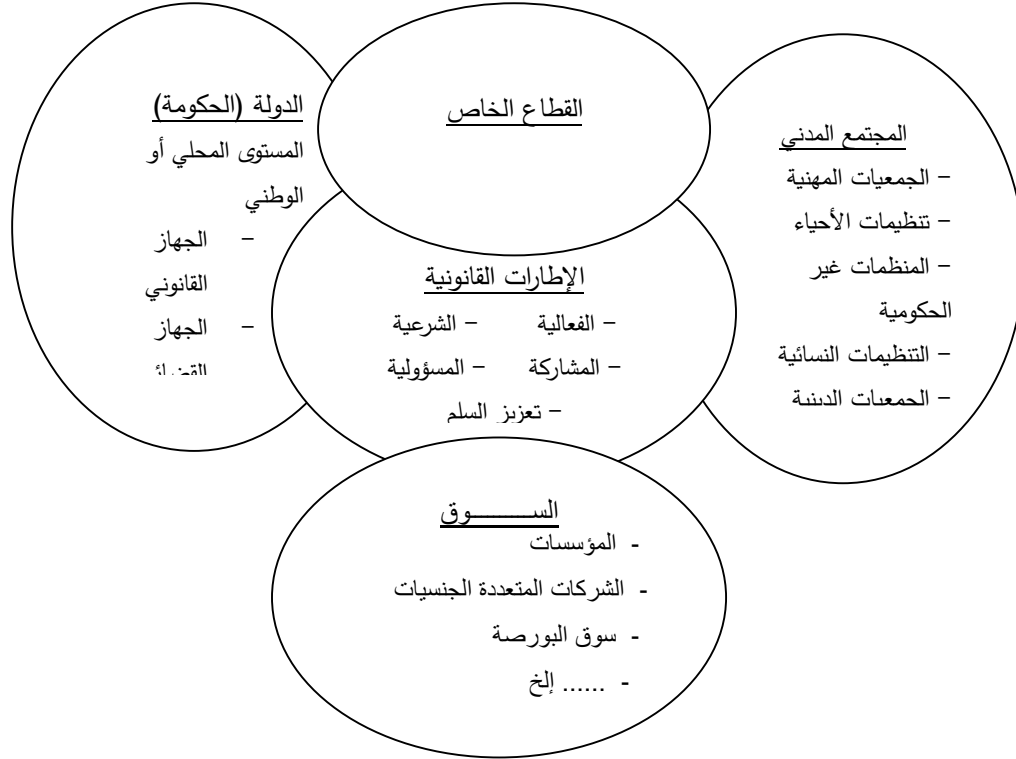 القطاع الخاص
المجتمع المدني
– الجمعيات المهنية
– تنظيمات الأحياء
– المنظمات غير
الحكومية
– التنظيمات النسائية
– الجمعيات الدينية
الدولة (الحكومة)
المستوى المحلي أو
الوطني
– الجهاز
القانوني
– الجهاز
الإطارات القانونية
– الفعالية – الشرعية
– المشاركة – المسؤولية
– تعزيز السلم
الســـــــوق
- المؤسسات
- الشركات المتعددة الجنسيات
- سوق البورصة
- ...... إلخ